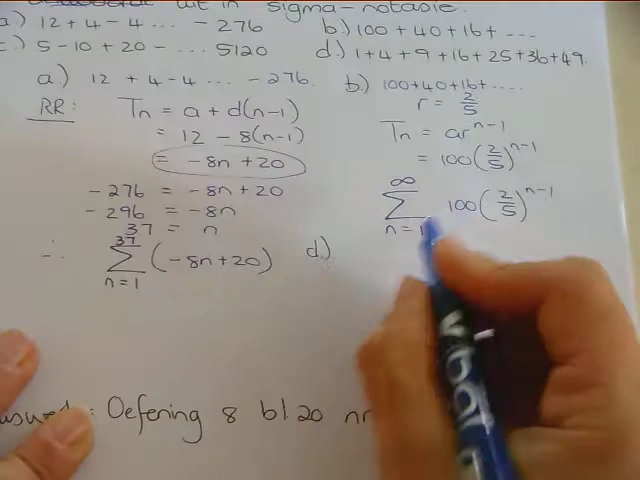 uit in sigma-notasie.
a) 12 + 4 - 4 ... - 276
b.) 100 + 40 + 16 + ...
c.) 5 - 10 + 20 - ... 5120
d.) 1 + 4 + 9 + 16 + 25 + 36 + 49
a) 12 + 4 - 4 ... - 276.
RR: Tn = a + d(n-1)
= 12 - 8(n-1)
= -8n + 20
-276 = -8n + 20
-296 = -8n
37 = n
∴ 37
∑ (-8n + 20)
n = 1
b.) 100 + 40 + 16 + ....
r = 2/5
Tn = ar^(n-1)
= 100(2/5)^(n-1)
∞
∑ 100(2/5)^(n-1)
n = 1
d.)
Oefening 8 bl 20